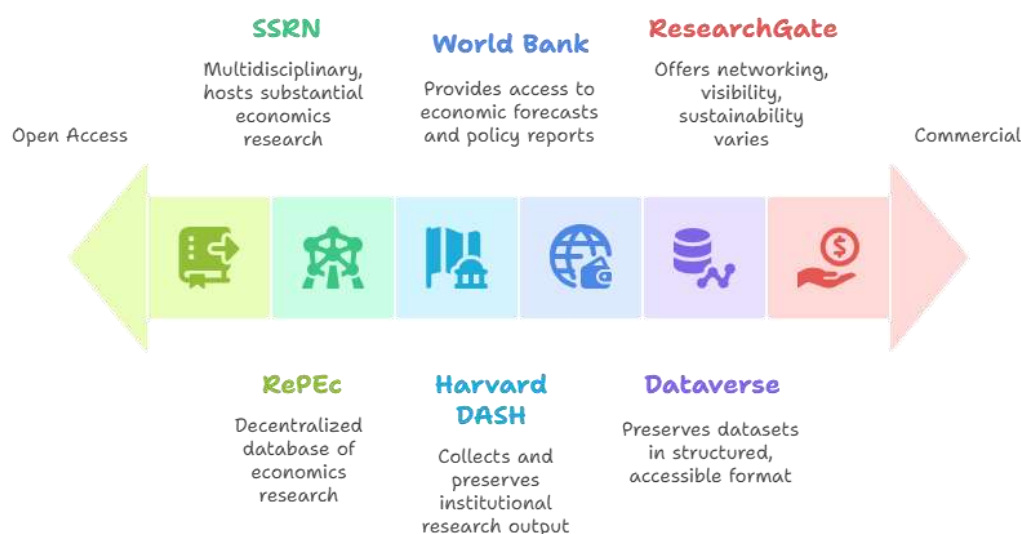 SSRN
Multidisciplinary,
hosts substantial
economics
research
World Bank
Provides access to
economic forecasts
and policy reports
ResearchGate
Offers networking,
visibility,
sustainability
varies
Open Access
Commercial
$
RePEc
Decentralized
database of
economics
research
Harvard
DASH
Collects and
preserves
institutional
research output
Dataverse
Preserves datasets
in structured,
accessible format